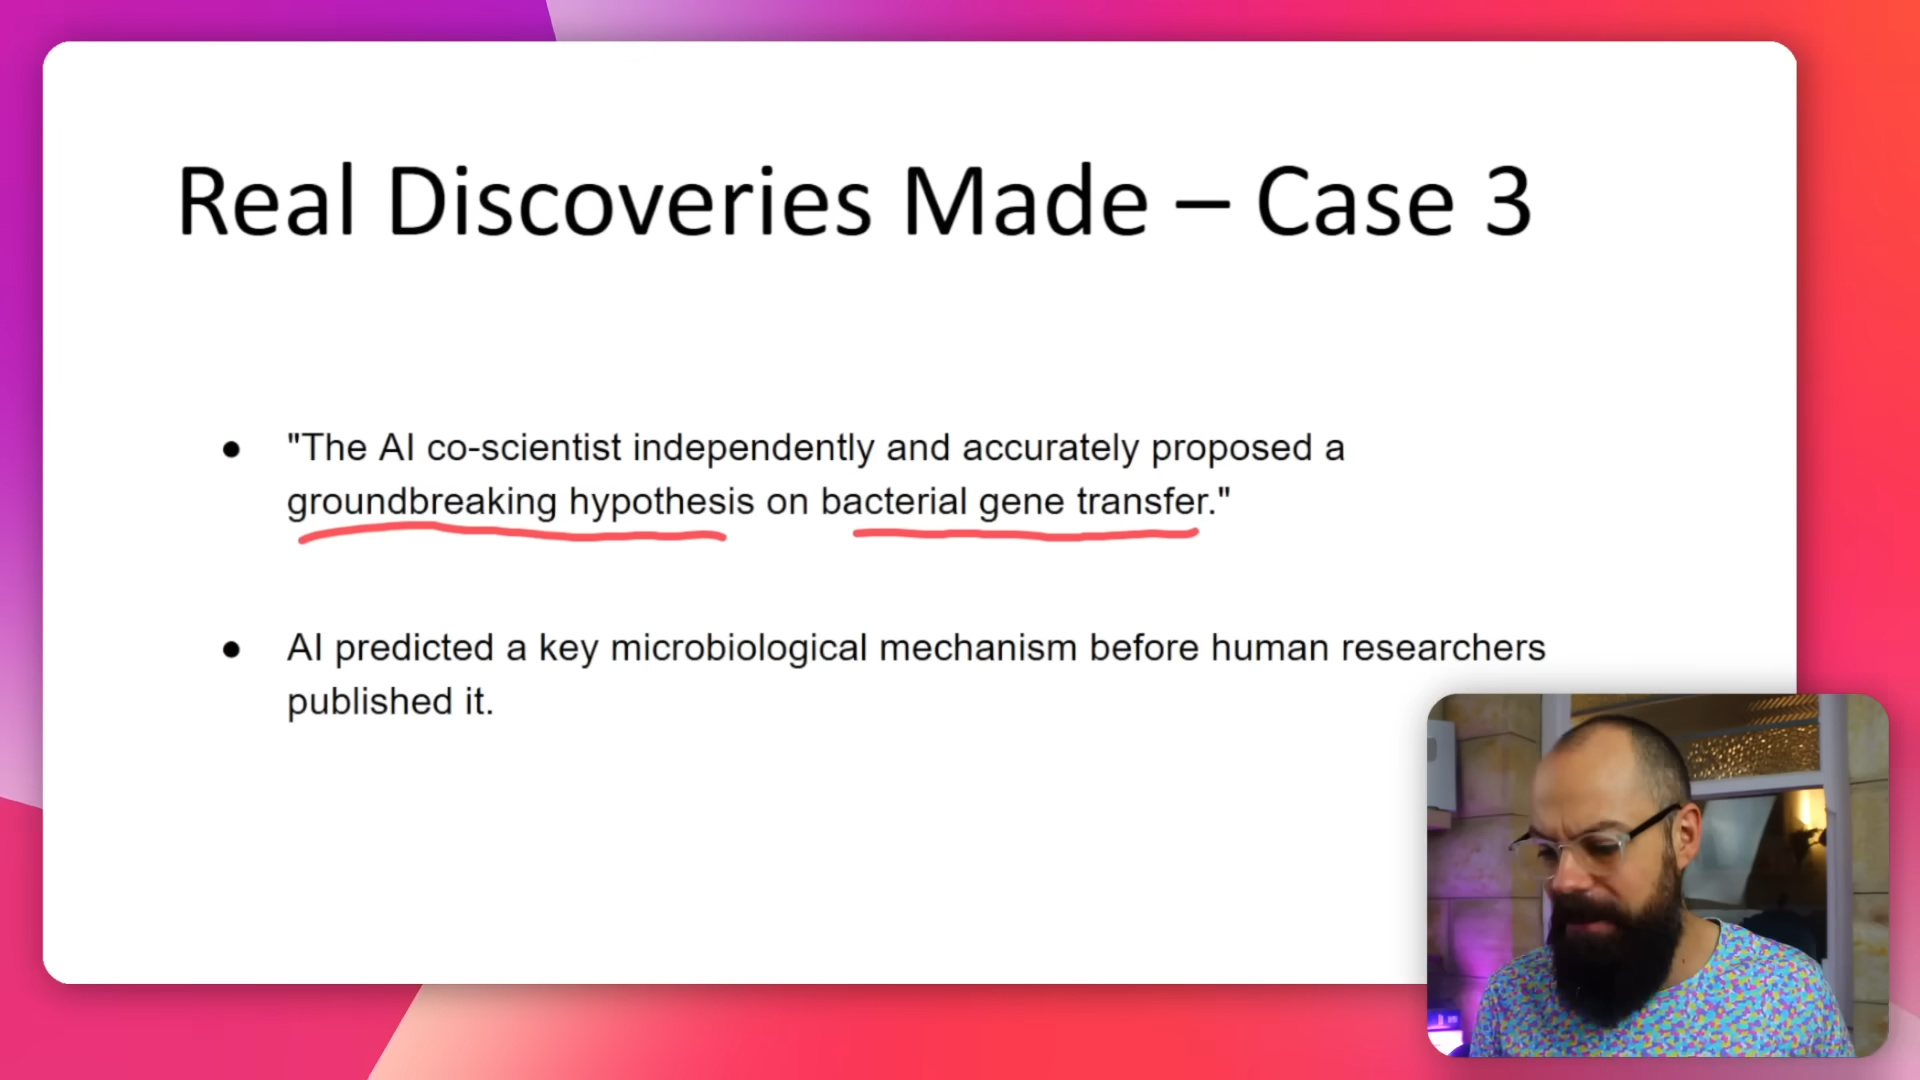 Real Discoveries Made – Case 3
● "The AI co-scientist independently and accurately proposed a
groundbreaking hypothesis on bacterial gene transfer."
● AI predicted a key microbiological mechanism before human researchers
published it.